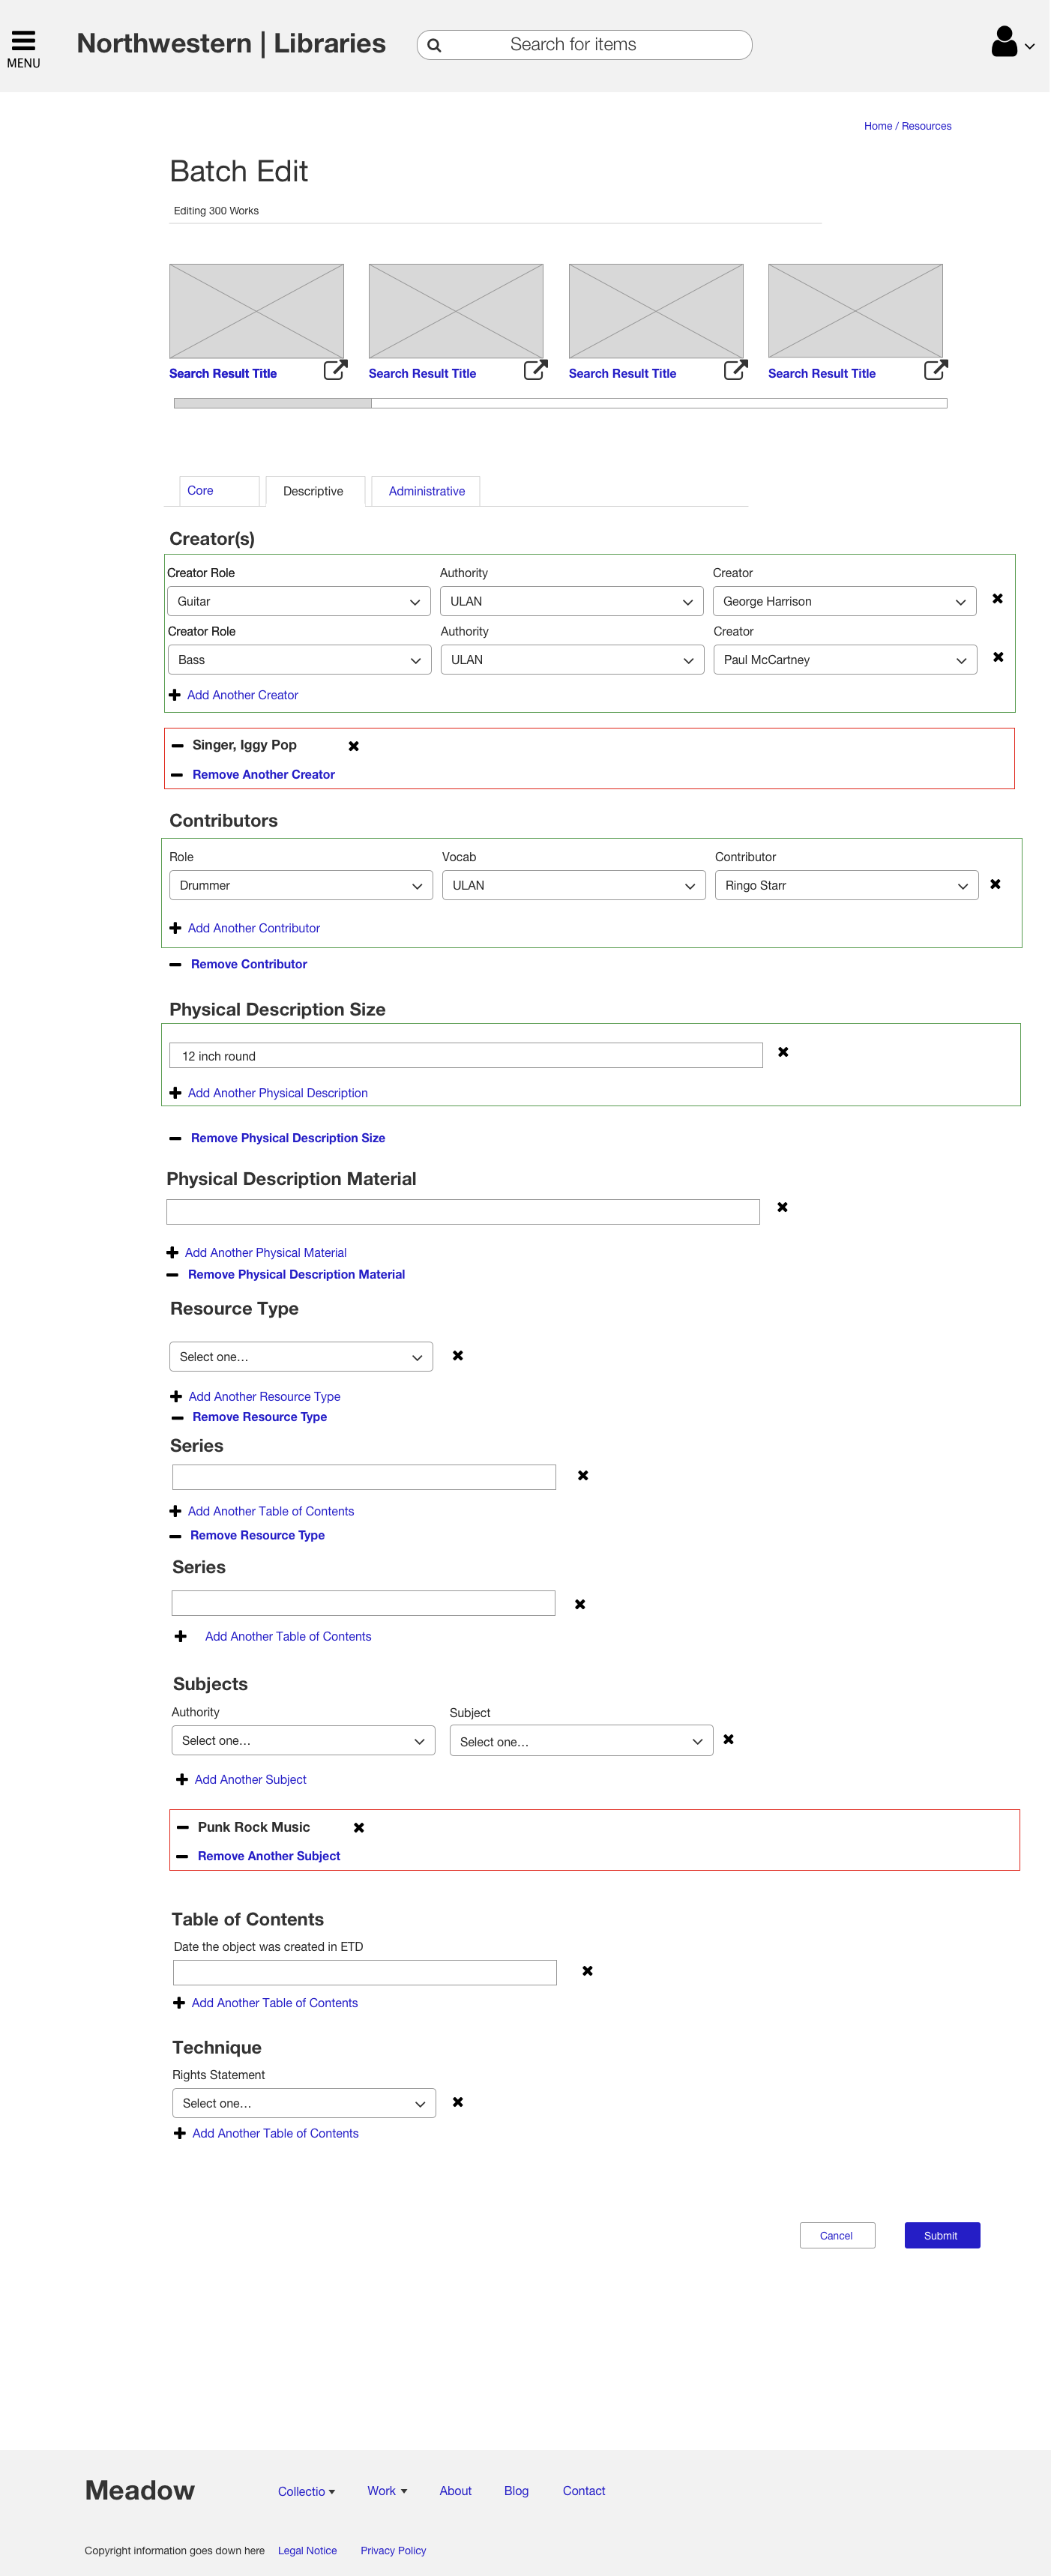 MENU
Northwestern | Libraries
Search for items
Home / Resources
Batch Edit
Editing 300 Works
Search Result Title
Search Result Title
Search Result Title
Search Result Title
Core
Descriptive
Administrative
Creator(s)
Creator Role Authority Creator
Guitar ULAN George Harrison
Creator Role Authority Creator
Bass ULAN Paul McCartney
Add Another Creator
Singer, Iggy Pop
Remove Another Creator
Contributors
Role Vocab Contributor
Drummer ULAN Ringo Starr
Add Another Contributor
Remove Contributor
Physical Description Size
12 inch round
Add Another Physical Description
Remove Physical Description Size
Physical Description Material
Add Another Physical Material
Remove Physical Description Material
Resource Type
Select one...
Add Another Resource Type
Remove Resource Type
Series
Add Another Table of Contents
Remove Resource Type
Series
Add Another Table of Contents
Subjects
Authority Subject
Select one... Select one...
Add Another Subject
Punk Rock Music
Remove Another Subject
Table of Contents
Date the object was created in ETD
Add Another Table of Contents
Technique
Rights Statement
Select one...
Add Another Table of Contents
Cancel
Submit
Meadow
Collectio
Work
About
Blog
Contact
Copyright information goes down here
Legal Notice
Privacy Policy